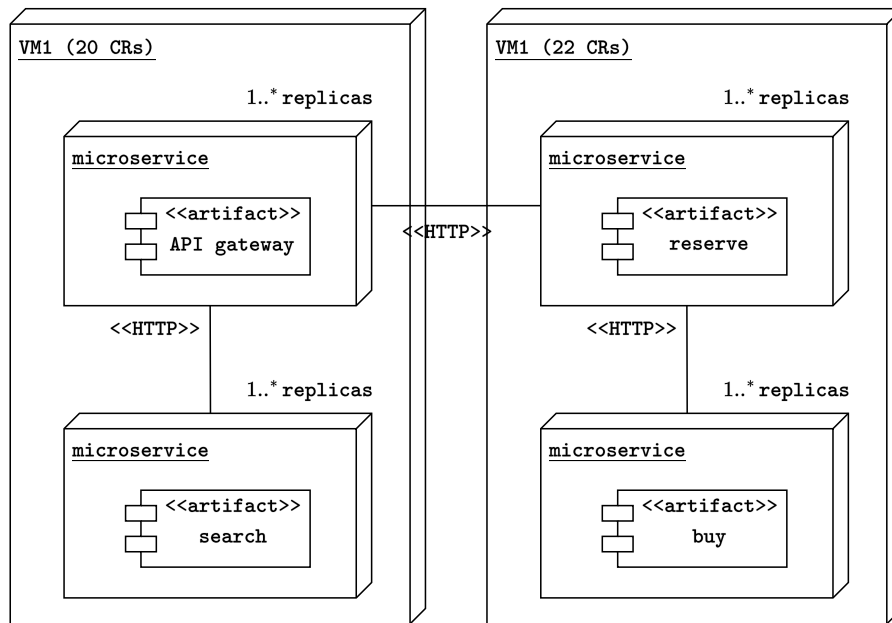 VM1 (20 CRs)
1..* replicas
microservice
<<artifact>>
API gateway
<<HTTP>>
1..* replicas
microservice
<<artifact>>
search
<<HTTP>>
VM1 (22 CRs)
1..* replicas
microservice
<<artifact>>
reserve
<<HTTP>>
1..* replicas
microservice
<<artifact>>
buy